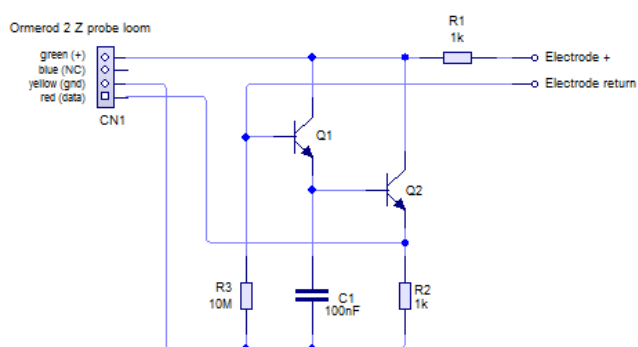 Ormerod 2 Z probe loom
green (+)
blue (NC)
yellow (gnd)
red (data)
CN1
R1
1k
Electrode +
Electrode return
Q1
Q2
R3
10M
C1
100nF
R2
1k